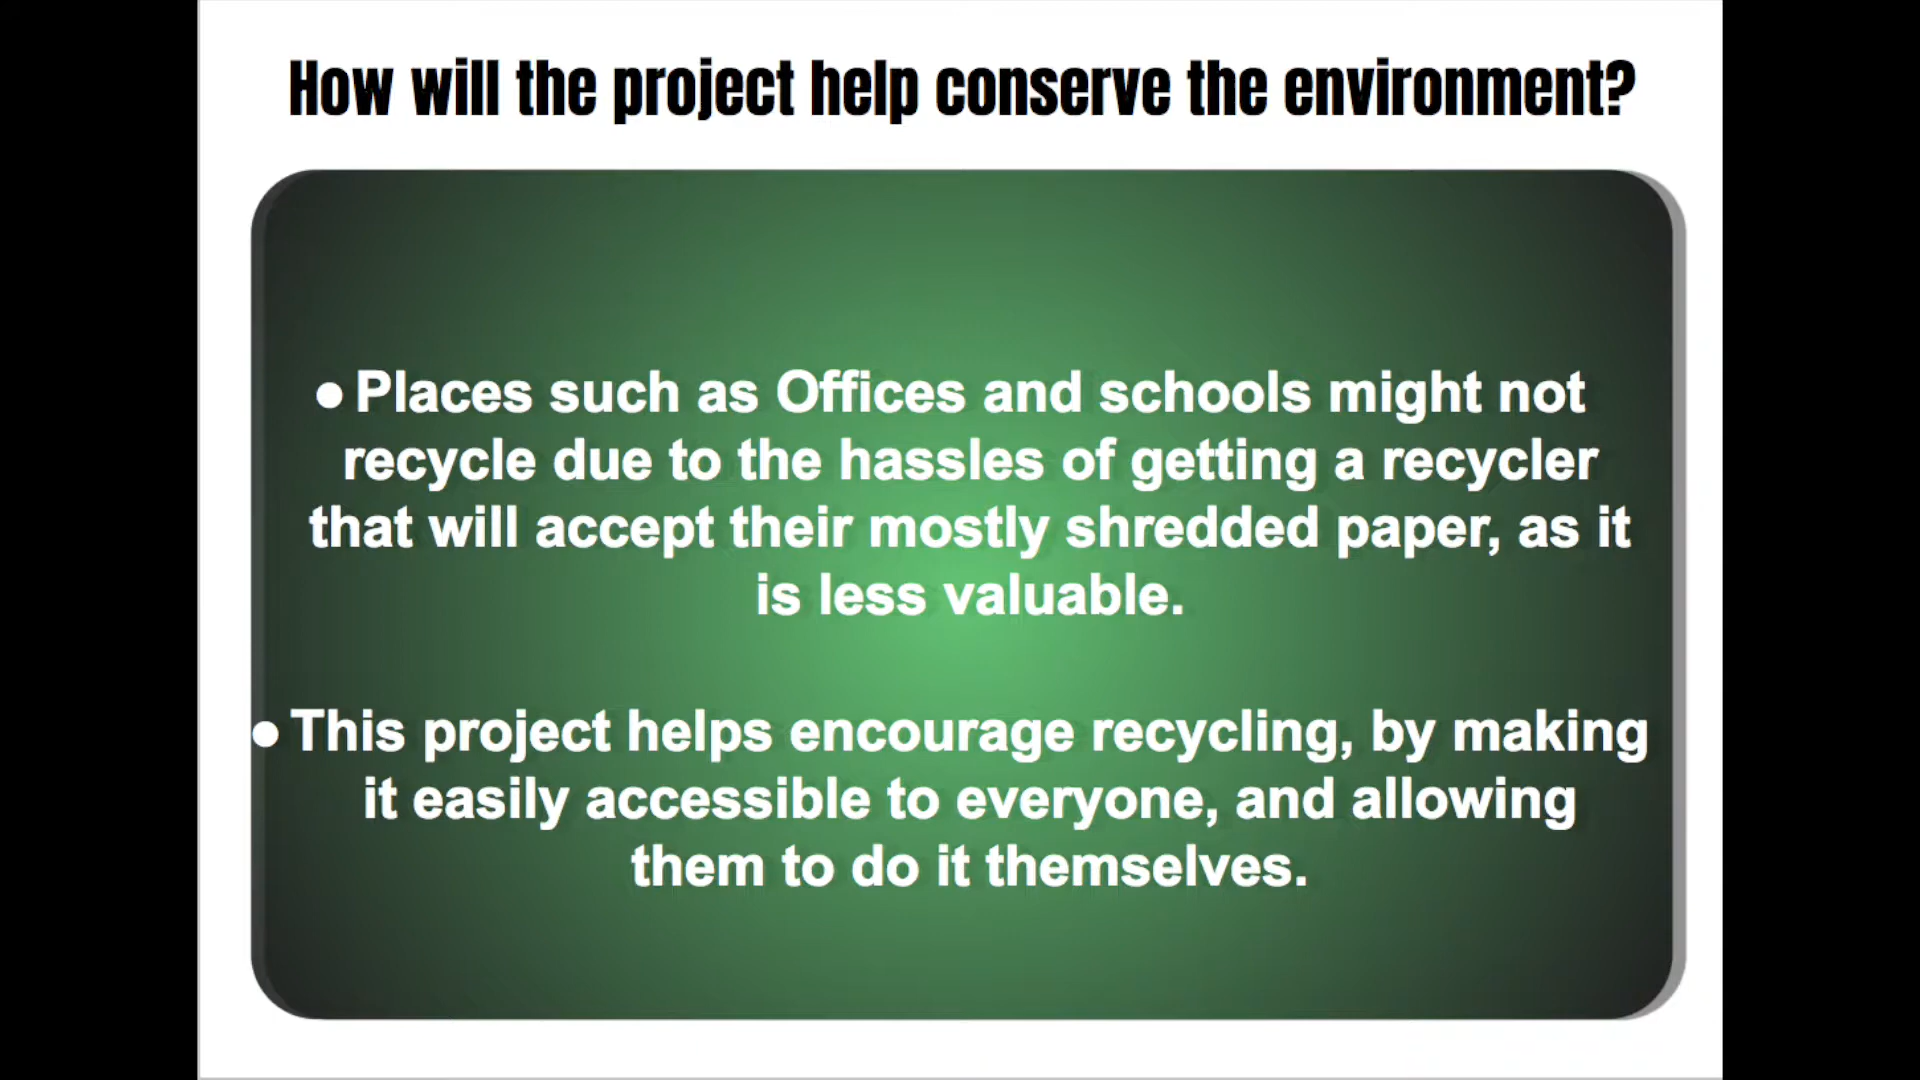 How will the project help conserve the environment?
● Places such as Offices and schools might not
recycle due to the hassles of getting a recycler
that will accept their mostly shredded paper, as it
is less valuable.
● This project helps encourage recycling, by making
it easily accessible to everyone, and allowing
them to do it themselves.